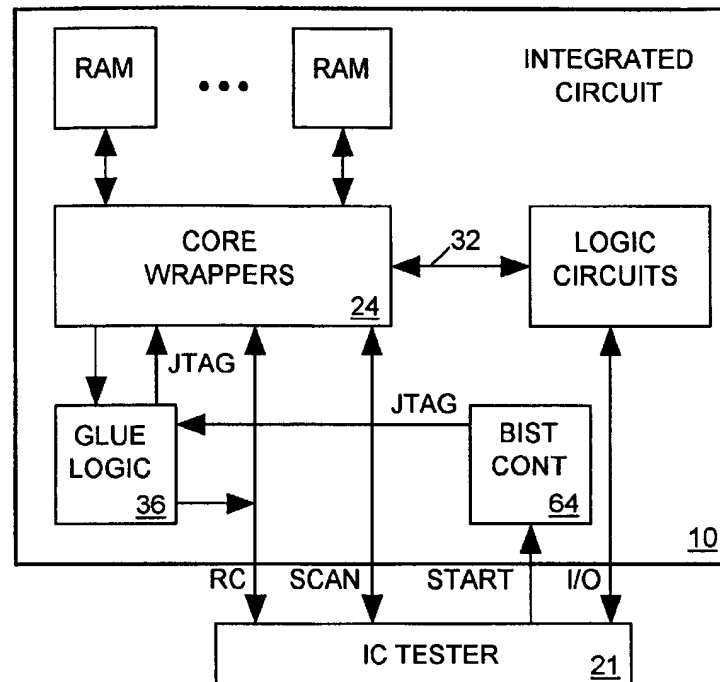 RAM
RAM
INTEGRATED
CIRCUIT
CORE
WRAPPERS
24
32
LOGIC
CIRCUITS
JTAG
JTAG
GLUE
LOGIC
36
BIST
CONT
64
10
RC
SCAN
START
I/O
IC TESTER
21